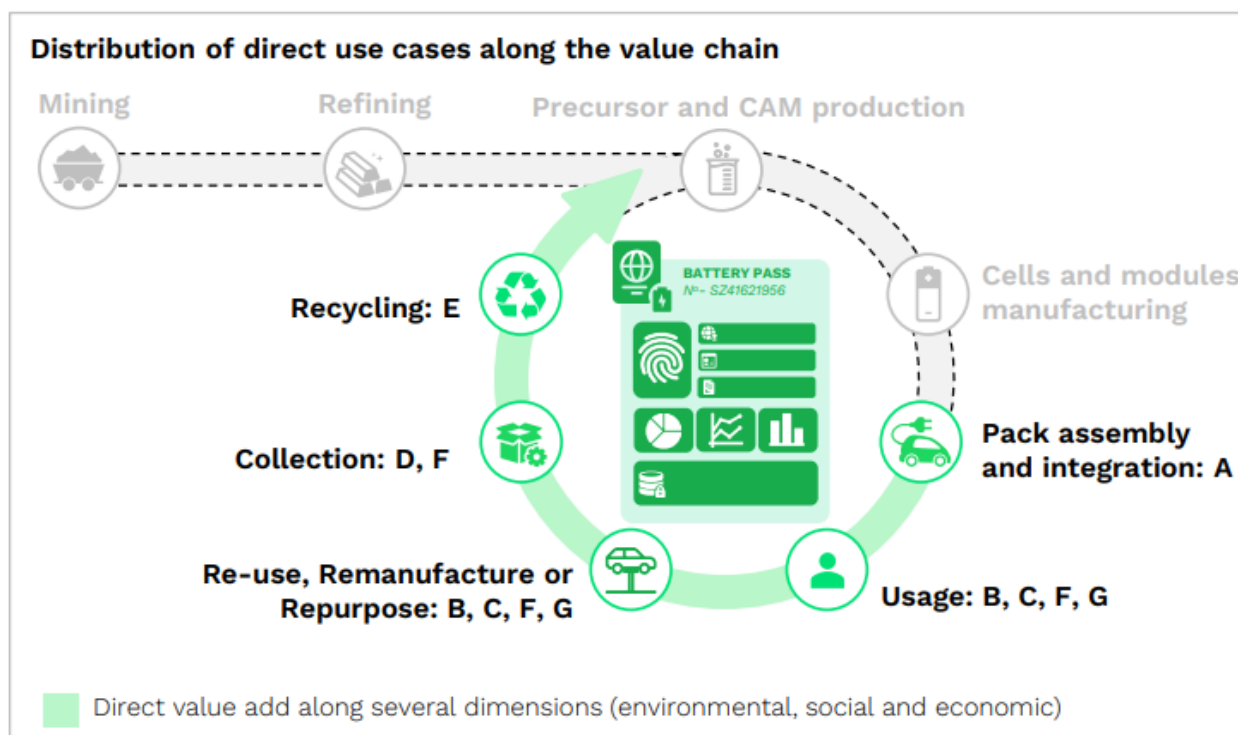 Distribution of direct use cases along the value chain
Mining
Refining
Precursor and CAM production
BATTERY PASS
Nº- SZ41621956
Cells and modules
manufacturing
Recycling: E
Pack assembly
and integration: A
Collection: D, F
Re-use, Remanufacture or
Repurpose: B, C, F, G
Usage: B, C, F, G
Direct value add along several dimensions (environmental, social and economic)